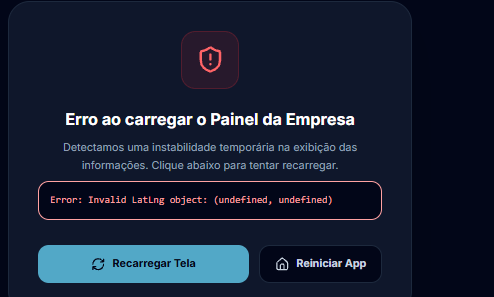 Erro ao carregar o Painel da Empresa
Detectamos uma instabilidade temporária na exibição das
informações. Clique abaixo para tentar recarregar.
Error: Invalid LatLng object: (undefined, undefined)
Recarregar Tela
Reiniciar App